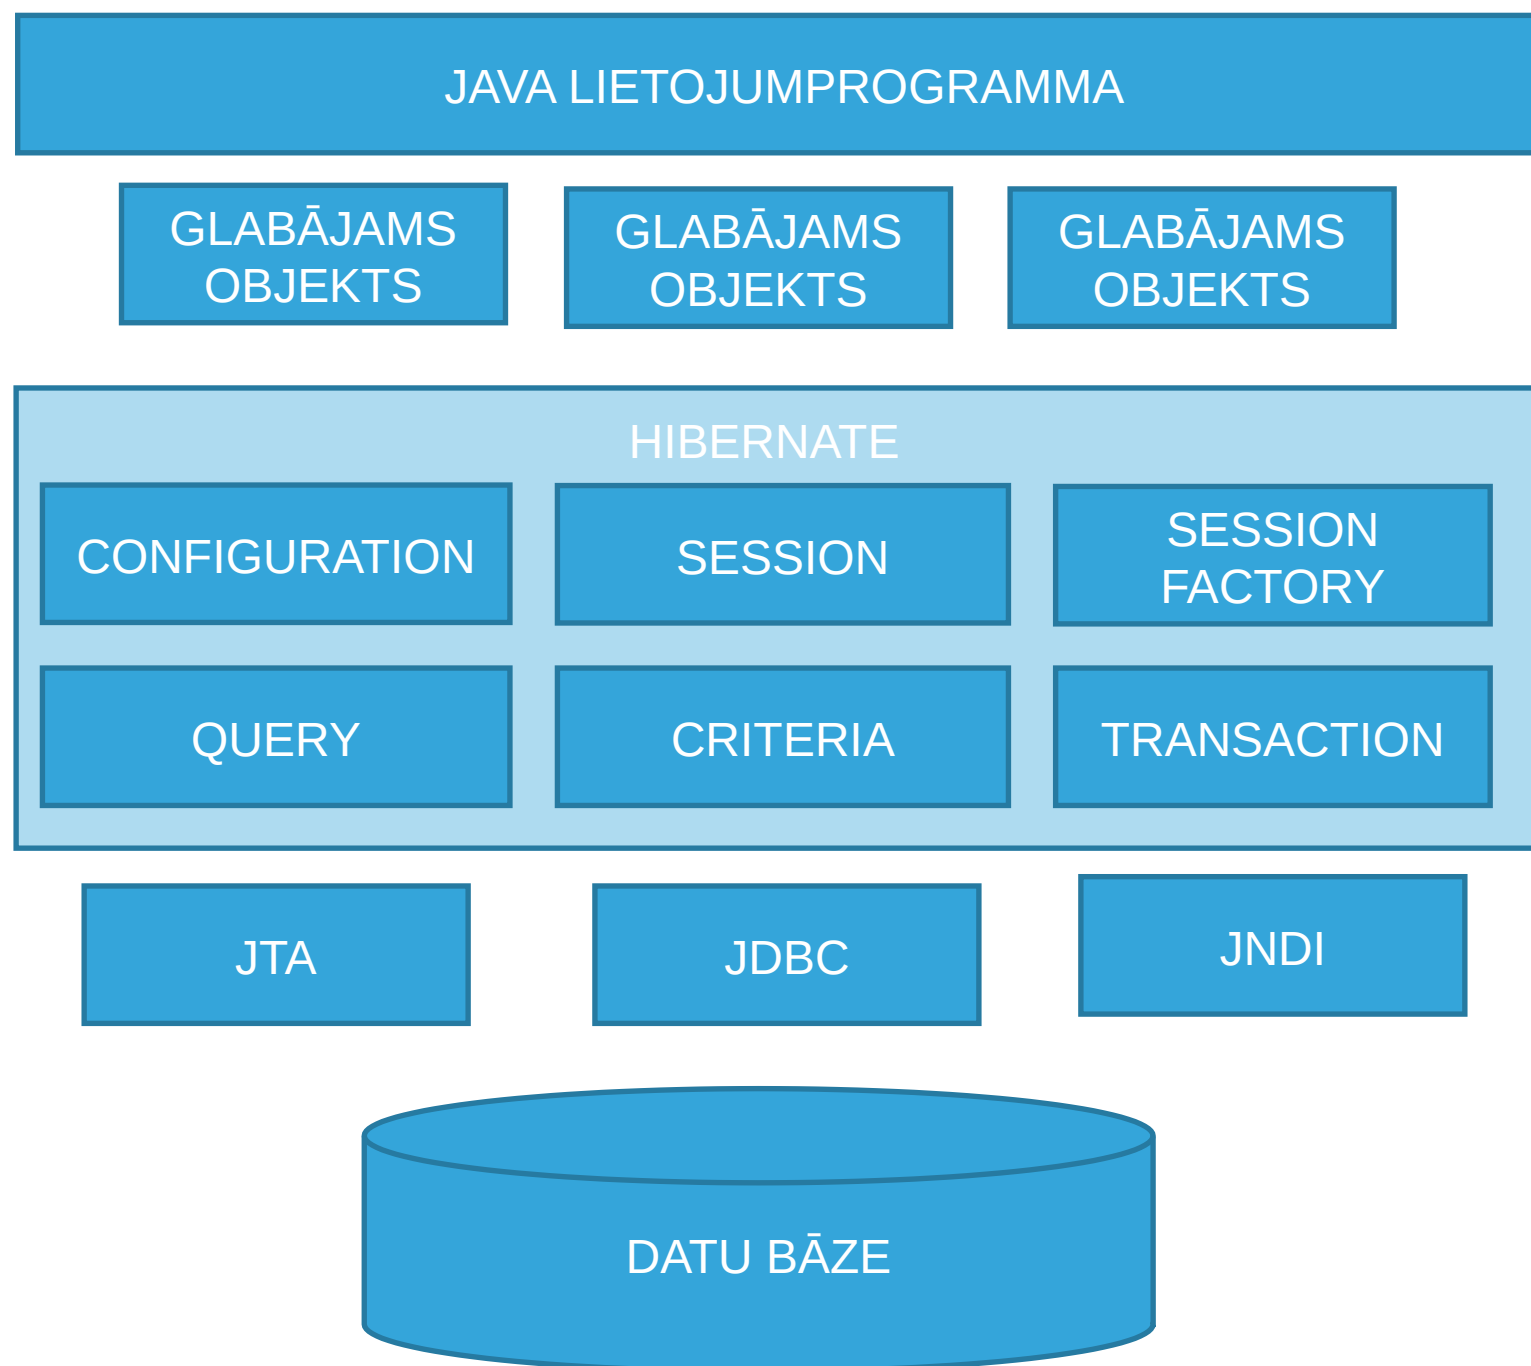 JAVA LIETOJUMPROGRAMMA
GLABĀJAMS
OBJEKTS
GLABĀJAMS
OBJEKTS
GLABĀJAMS
OBJEKTS
HIBERNATE
CONFIGURATION
SESSION
SESSION
FACTORY
QUERY
CRITERIA
TRANSACTION
JTA
JDBC
JNDI
DATU BĀZE